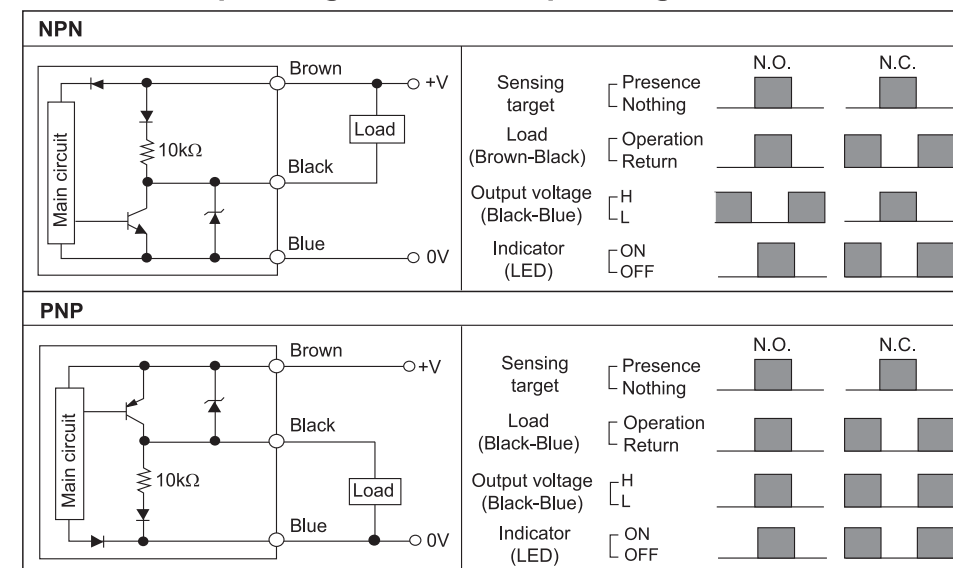 NPN
Brown
+V
Load
10kΩ
Black
Main circuit
Blue
0V
N.O. N.C.
Sensing target Presence Nothing
Load (Brown-Black) Operation Return
Output voltage (Black-Blue) H L
Indicator (LED) ON OFF
PNP
Brown
+V
Black
Main circuit
10kΩ
Load
Blue
0V
N.O. N.C.
Sensing target Presence Nothing
Load (Black-Blue) Operation Return
Output voltage (Black-Blue) H L
Indicator (LED) ON OFF